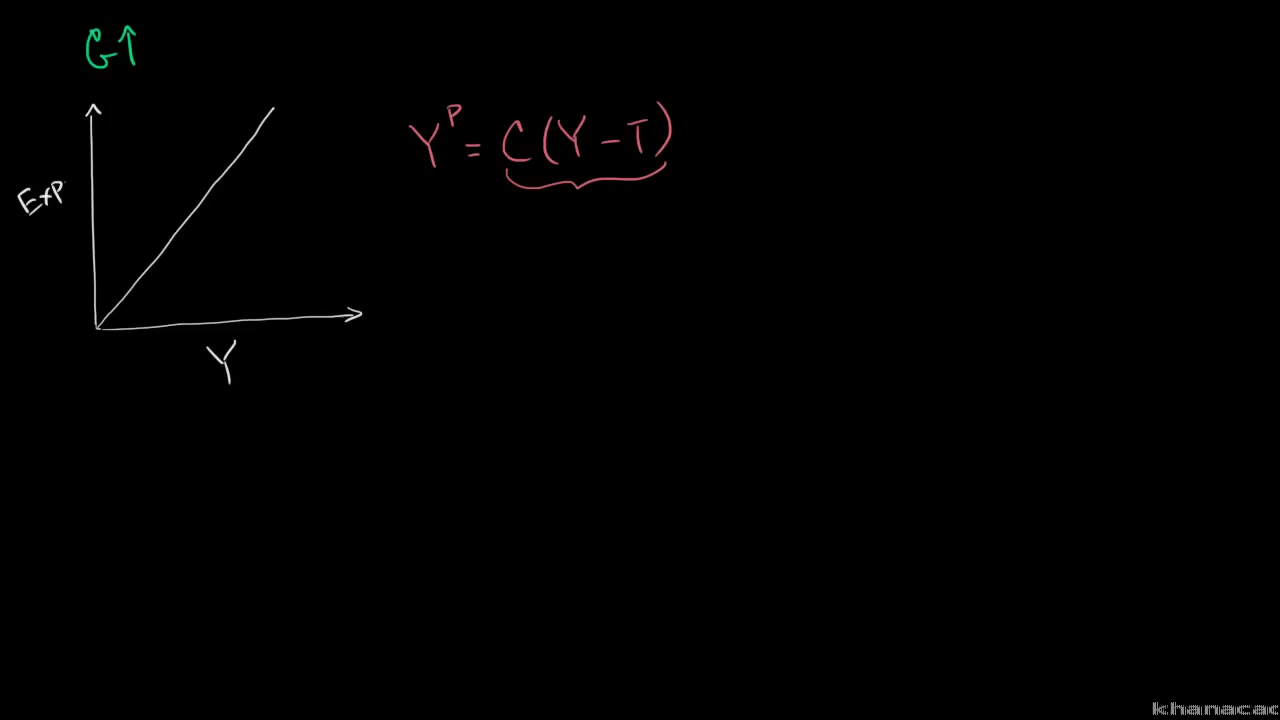 G↑
Y^P = C(Y - T)
Exp
Y
khanacad